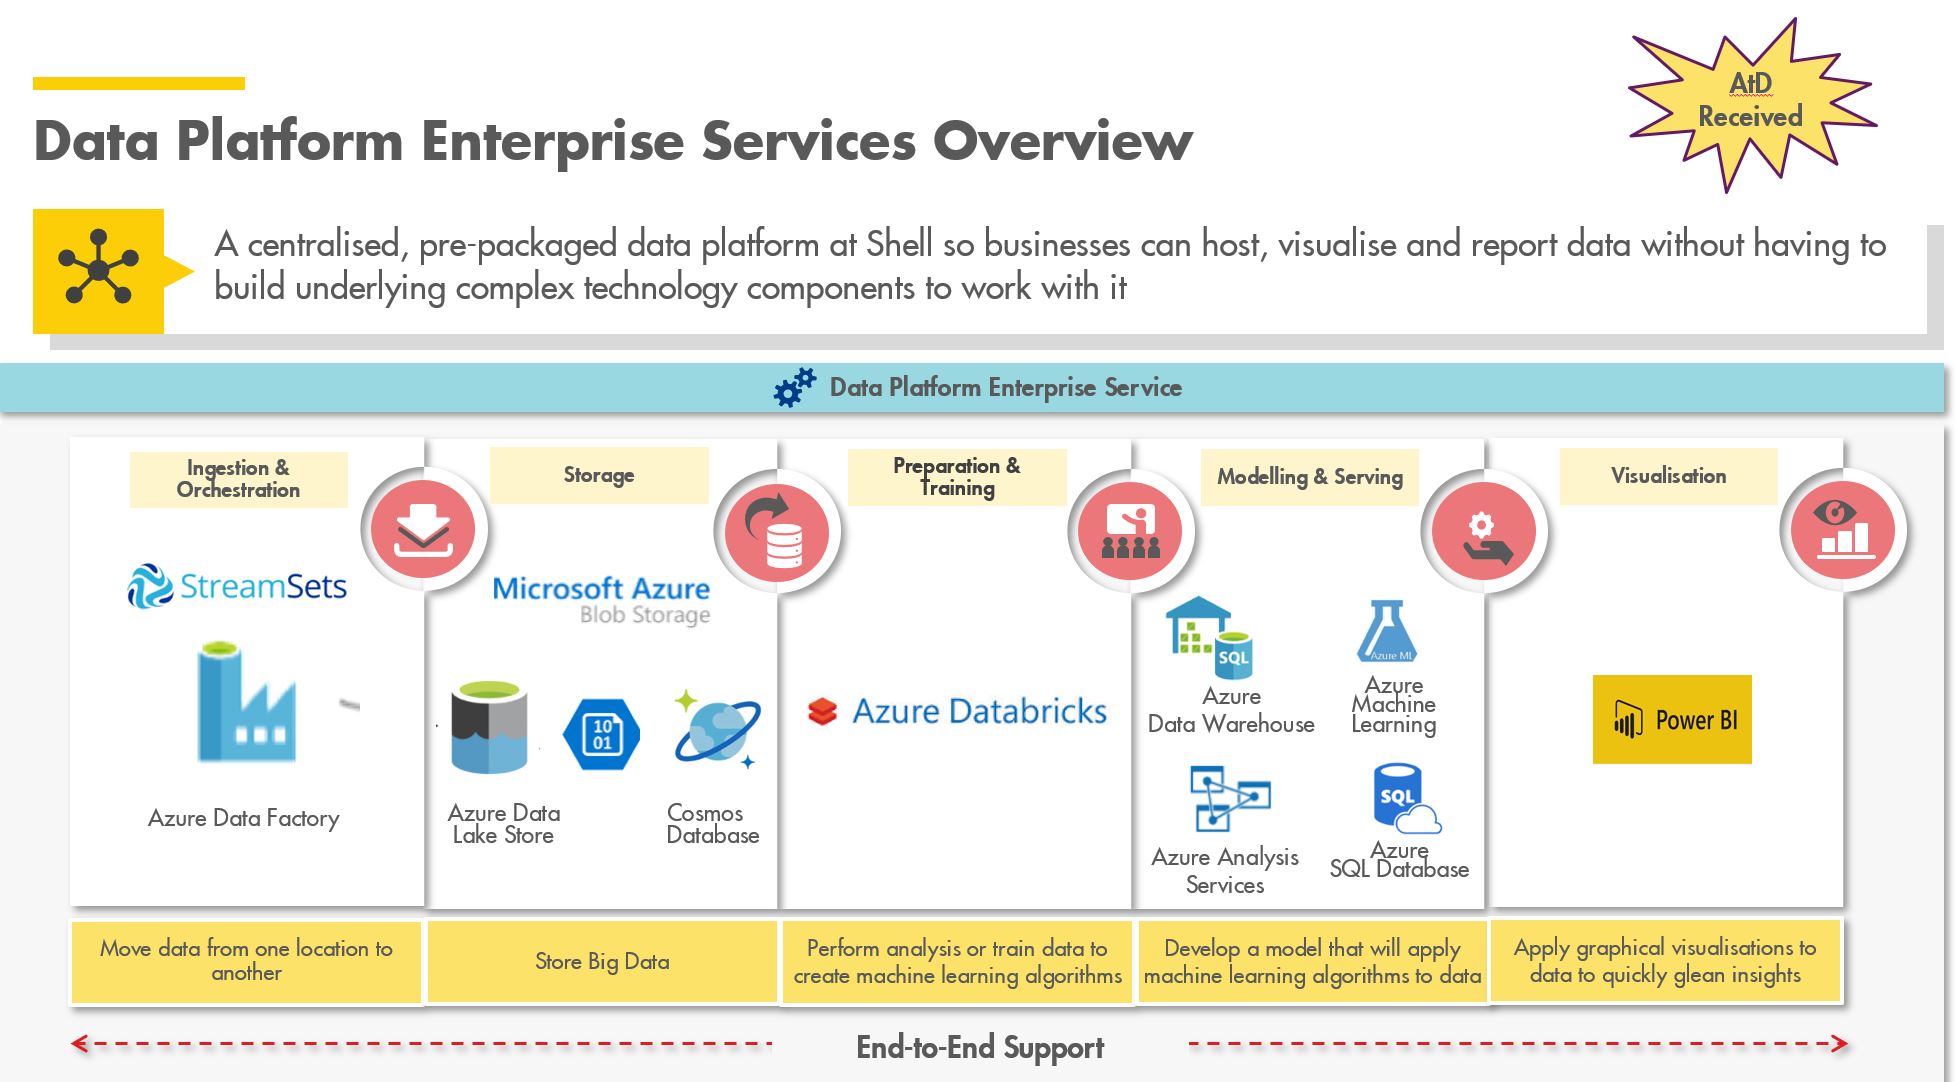 AtD
Received
Data Platform Enterprise Services Overview
A centralised, pre-packaged data platform at Shell so businesses can host, visualise and report data without having to
build underlying complex technology components to work with it
Data Platform Enterprise Service
Ingestion &
Orchestration
StreamSets
Azure Data Factory
Move data from one location to
another
Storage
Microsoft Azure
Blob Storage
10
01
Azure Data
Lake Store
Cosmos
Database
Store Big Data
Preparation &
Training
Azure Databricks
Perform analysis or train data to
create machine learning algorithms
Modelling & Serving
SQL
Azure
Data Warehouse
Azure ML
Azure
Machine
Learning
Azure Analysis
Services
SQL
Azure
SQL Database
Develop a model that will apply
machine learning algorithms to data
Visualisation
Power BI
Apply graphical visualisations to
data to quickly glean insights
End-to-End Support